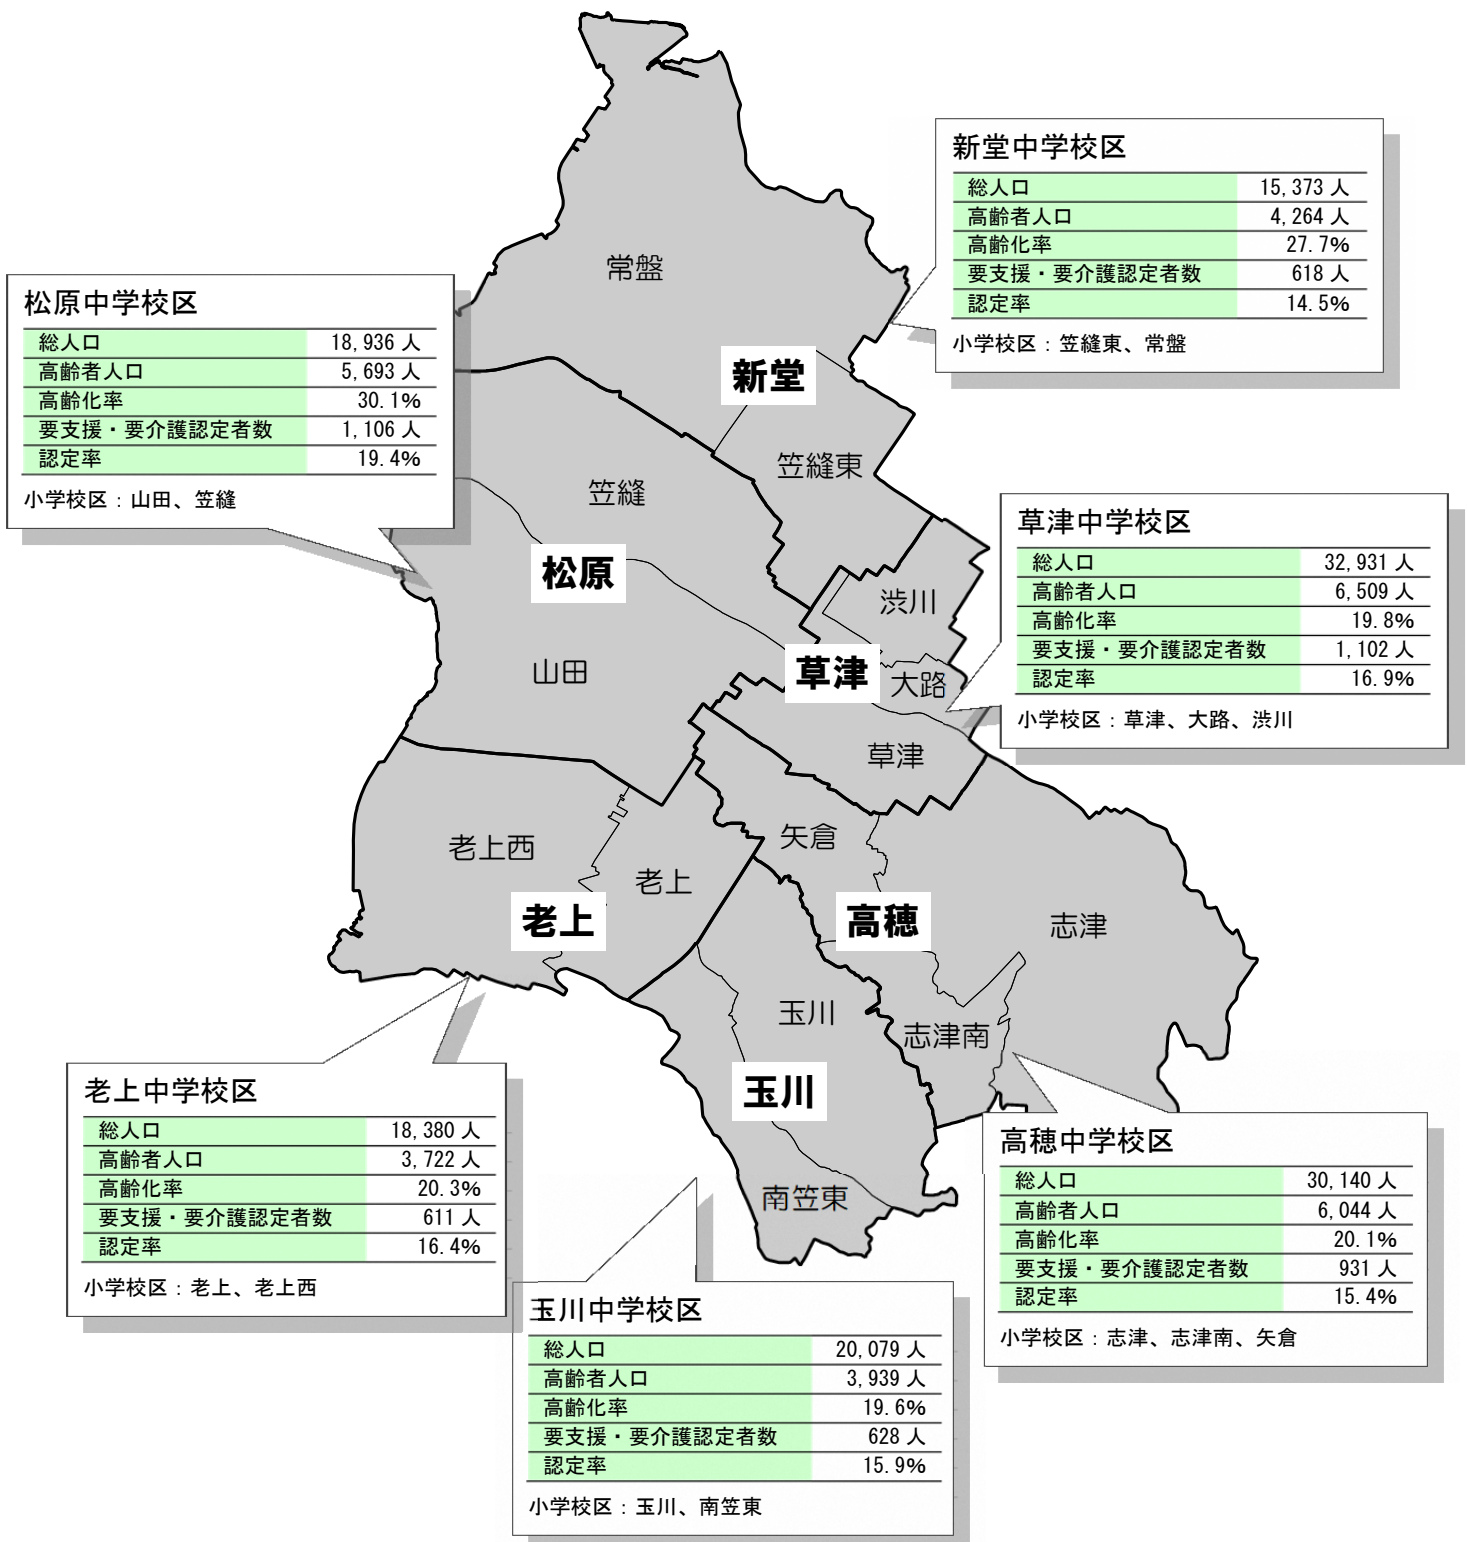 新堂中学校区
総人口 15,373 人
高齢者人口 4,264 人
高齢化率 27.7%
要支援・要介護認定者数 618 人
認定率 14.5%
小学校区：笠縫東、常盤
常盤
松原中学校区
総人口 18,936 人
高齢者人口 5,693 人
高齢化率 30.1%
要支援・要介護認定者数 1,106 人
認定率 19.4%
小学校区：山田、笠縫
新堂
笠縫東
笠縫
草津中学校区
総人口 32,931 人
高齢者人口 6,509 人
高齢化率 19.8%
要支援・要介護認定者数 1,102 人
認定率 16.9%
小学校区：草津、大路、渋川
松原
渋川
山田
草津
大路
草津
矢倉
老上西
老上
老上
高穂
志津
玉川
志津南
玉川
南笠東
老上中学校区
総人口 18,380 人
高齢者人口 3,722 人
高齢化率 20.3%
要支援・要介護認定者数 611 人
認定率 16.4%
小学校区：老上、老上西
高穂中学校区
総人口 30,140 人
高齢者人口 6,044 人
高齢化率 20.1%
要支援・要介護認定者数 931 人
認定率 15.4%
小学校区：志津、志津南、矢倉
玉川中学校区
総人口 20,079 人
高齢者人口 3,939 人
高齢化率 19.6%
要支援・要介護認定者数 628 人
認定率 15.9%
小学校区：玉川、南笠東